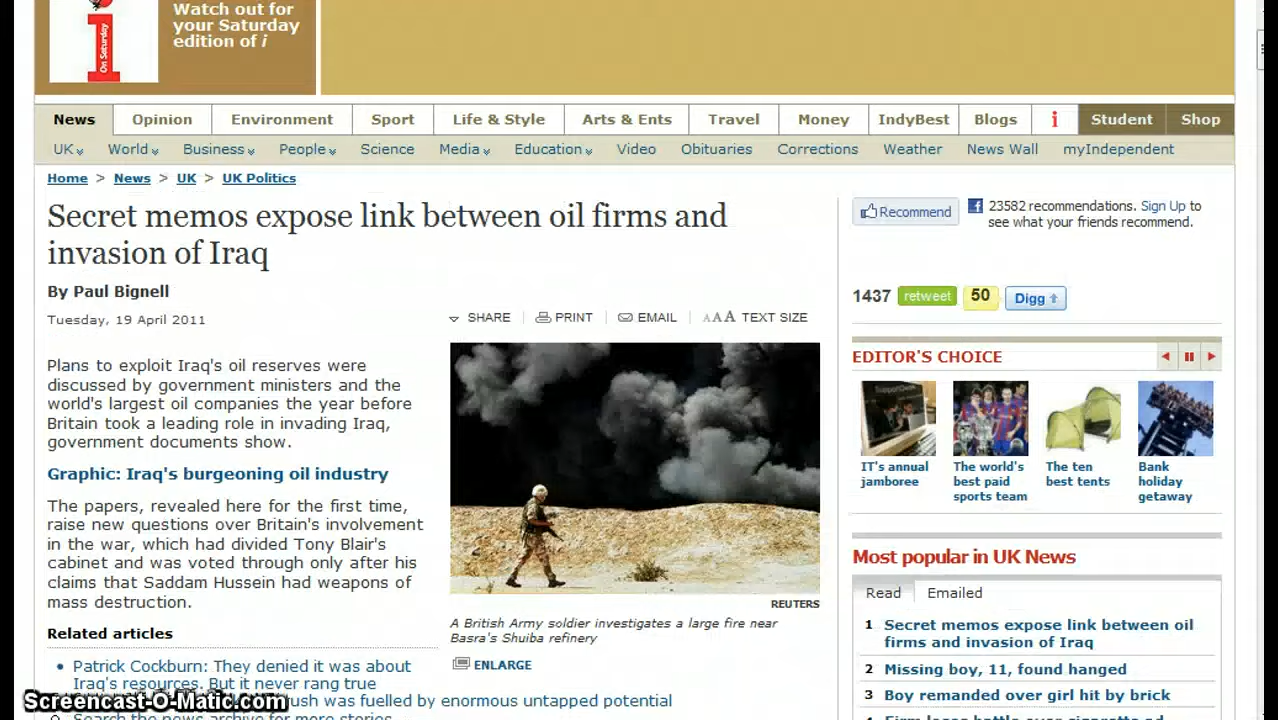 Watch out for
your Saturday
edition of i
On Saturday
i
News Opinion Environment Sport Life & Style Arts & Ents Travel Money IndyBest Blogs i Student Shop
UK World Business People Science Media Education Video Obituaries Corrections Weather News Wall myIndependent
Home > News > UK > UK Politics
Secret memos expose link between oil firms and
invasion of Iraq
By Paul Bignell
Tuesday, 19 April 2011
SHARE PRINT EMAIL AAA TEXT SIZE
Plans to exploit Iraq's oil reserves were
discussed by government ministers and the
world's largest oil companies the year before
Britain took a leading role in invading Iraq,
government documents show.
Graphic: Iraq's burgeoning oil industry
The papers, revealed here for the first time,
raise new questions over Britain's involvement
in the war, which had divided Tony Blair's
cabinet and was voted through only after his
claims that Saddam Hussein had weapons of
mass destruction.
Related articles
• Patrick Cockburn: They denied it was about
Iraq's resources. But it never rang true
ush was fuelled by enormous untapped potential
Search the news archive for more stories
REUTERS
A British Army soldier investigates a large fire near
Basra's Shuiba refinery
ENLARGE
Recommend
23582 recommendations. Sign Up to
see what your friends recommend.
1437 retweet 50 Digg
EDITOR'S CHOICE
IT's annual
jamboree
The world's
best paid
sports team
The ten
best tents
Bank
holiday
getaway
Most popular in UK News
Read Emailed
1 Secret memos expose link between oil
firms and invasion of Iraq
2 Missing boy, 11, found hanged
3 Boy remanded over girl hit by brick
4
Screencast-O-Matic.com